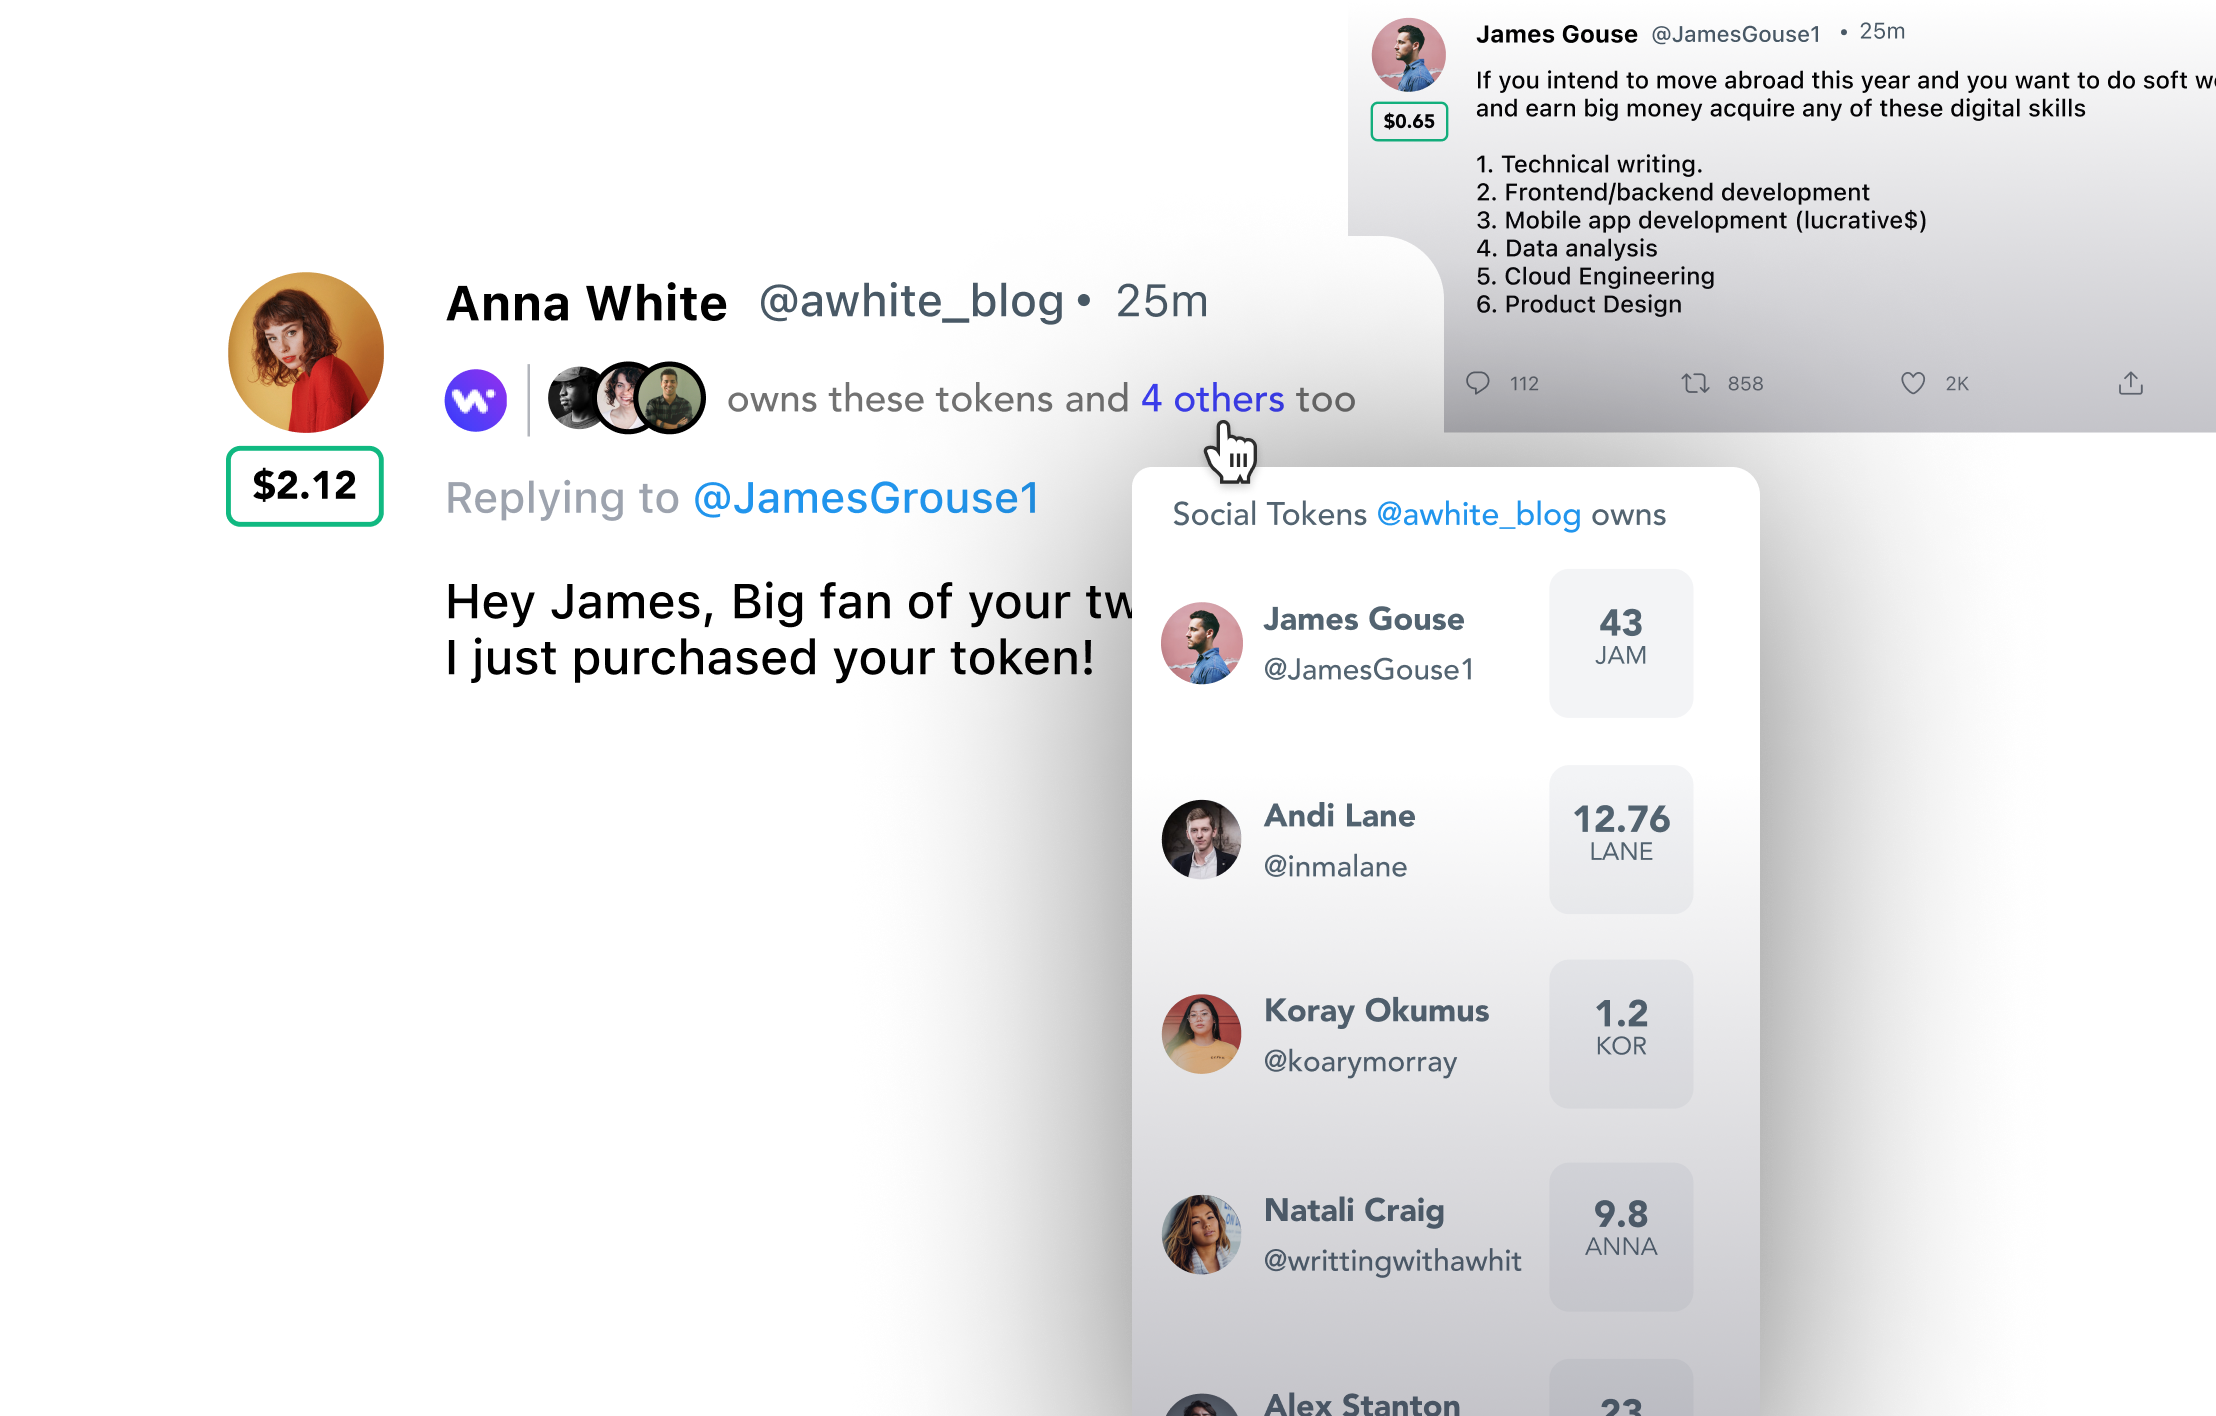 James Gouse @JamesGouse1 • 25m
If you intend to move abroad this year and you want to do soft
and earn big money acquire any of these digital skills
$0.65
1. Technical writing.
2. Frontend/backend development
3. Mobile app development (lucrative$)
4. Data analysis
5. Cloud Engineering
6. Product Design
112 858 2K
Anna White @awhite_blog • 25m
owns these tokens and 4 others too
$2.12
Replying to @JamesGrouse1
Hey James, Big fan of your
I just purchased your token!
Social Tokens @awhite_blog owns
James Gouse
@JamesGouse1
43
JAM
Andi Lane
@inmalane
12.76
LANE
Koray Okumus
@koarymorray
1.2
KOR
Natali Craig
@writtingwithawhit
9.8
ANNA
Alex Stanton
23